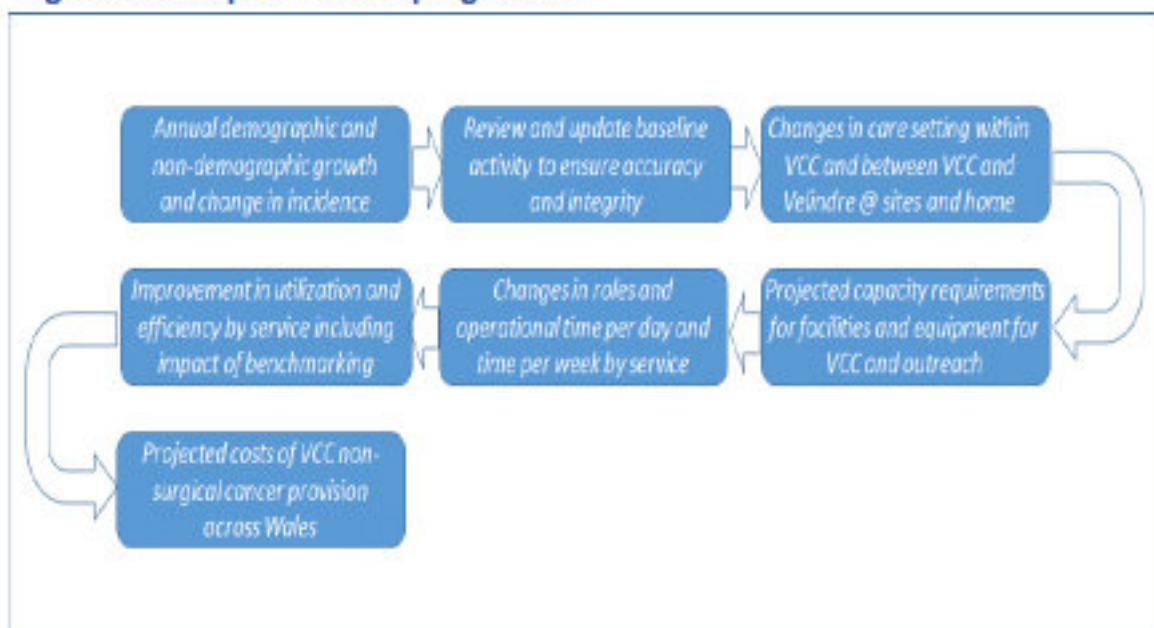 Annual demographic and
non-demographic growth
and change in incidence
Review and update baseline
activity to ensure accuracy
and integrity
Changes in care setting within
VCC and between VCC and
Velindre @ sites and home
Projected capacity requirements
for facilities and equipment for
VCC and outreach
Changes in roles and
operational time per day and
time per week by service
Improvement in utilization and
efficiency by service including
impact of benchmarking
Projected costs of VCC non-
surgical cancer provision
across Wales